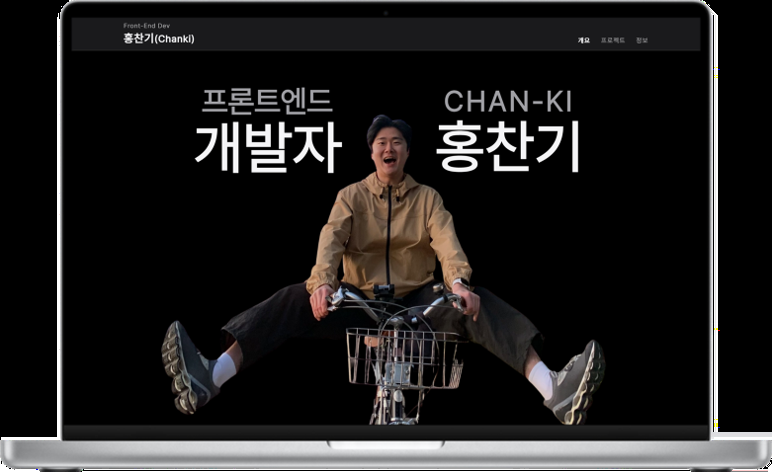 Front-End Dev
홍찬기(Chanki)
개요 프로젝트 정보
프론트엔드
개발자
CHAN-KI
홍찬기